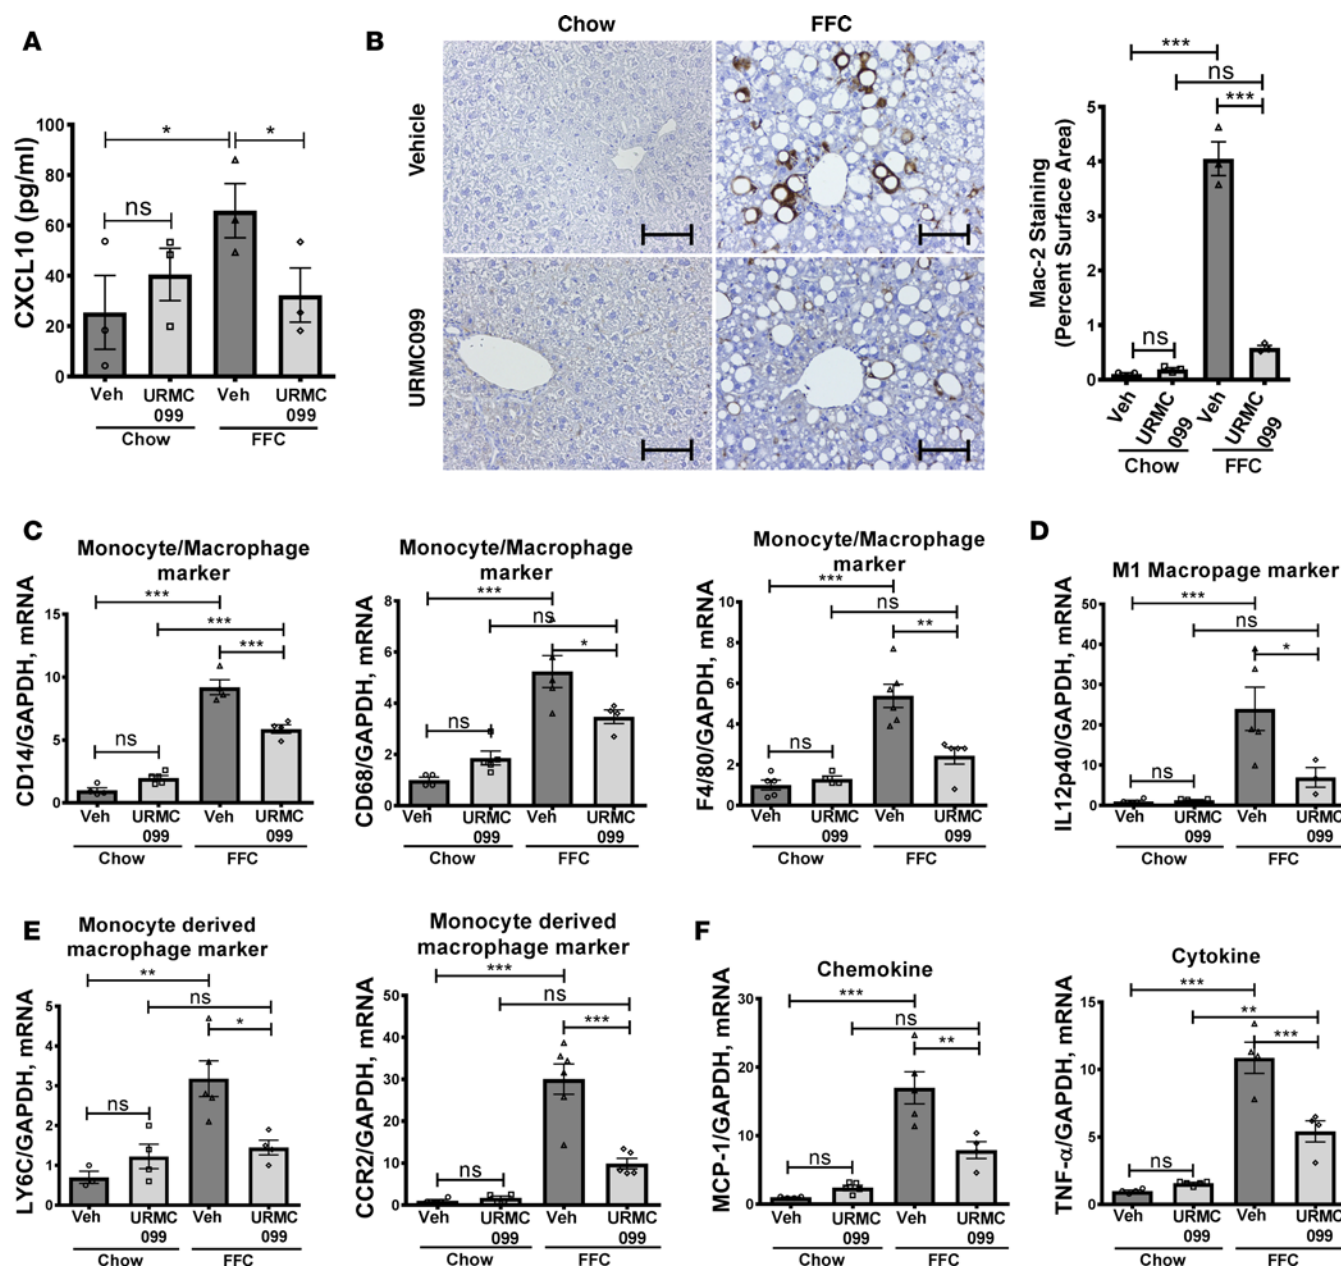 A
CXCL10 (pg/ml)
100
80
60
40
20
0
*
*
ns
Veh
URMC
099
Veh
URMC
099
Chow
FFC
B
Chow
FFC
Vehicle
URMC099
Mac-2 Staining
(Percent Surface Area)
5
4
3
2
1
0
***
ns
***
ns
Veh
URMC
099
Veh
URMC
099
Chow
FFC
C
Monocyte/Macrophage
marker
CD14/GAPDH, mRNA
15
10
5
0
***
***
***
ns
Veh
URMC
099
Veh
URMC
099
Chow
FFC
Monocyte/Macrophage
marker
CD68/GAPDH, mRNA
8
6
4
2
0
***
ns
*
ns
Veh
URMC
099
Veh
URMC
099
Chow
FFC
Monocyte/Macrophage
marker
F4/80/GAPDH, mRNA
10
8
6
4
2
0
***
ns
**
ns
Veh
URMC
099
Veh
URMC
099
Chow
FFC
D
M1 Macropage marker
IL12p40/GAPDH, mRNA
50
40
30
20
10
0
***
ns
*
ns
Veh
URMC
099
Veh
URMC
099
Chow
FFC
E
Monocyte derived
macrophage marker
LY6C/GAPDH, mRNA
5
4
3
2
1
0
**
ns
*
ns
Veh
URMC
099
Veh
URMC
099
Chow
FFC
Monocyte derived
macrophage marker
CCR2/GAPDH, mRNA
50
40
30
20
10
0
***
ns
***
ns
Veh
URMC
099
Veh
URMC
099
Chow
FFC
F
Chemokine
MCP-1/GAPDH, mRNA
30
20
10
0
***
ns
**
ns
Veh
URMC
099
Veh
URMC
099
Chow
FFC
Cytokine
TNF-α/GAPDH, mRNA
15
10
5
0
***
**
***
ns
Veh
URMC
099
Veh
URMC
099
Chow
FFC